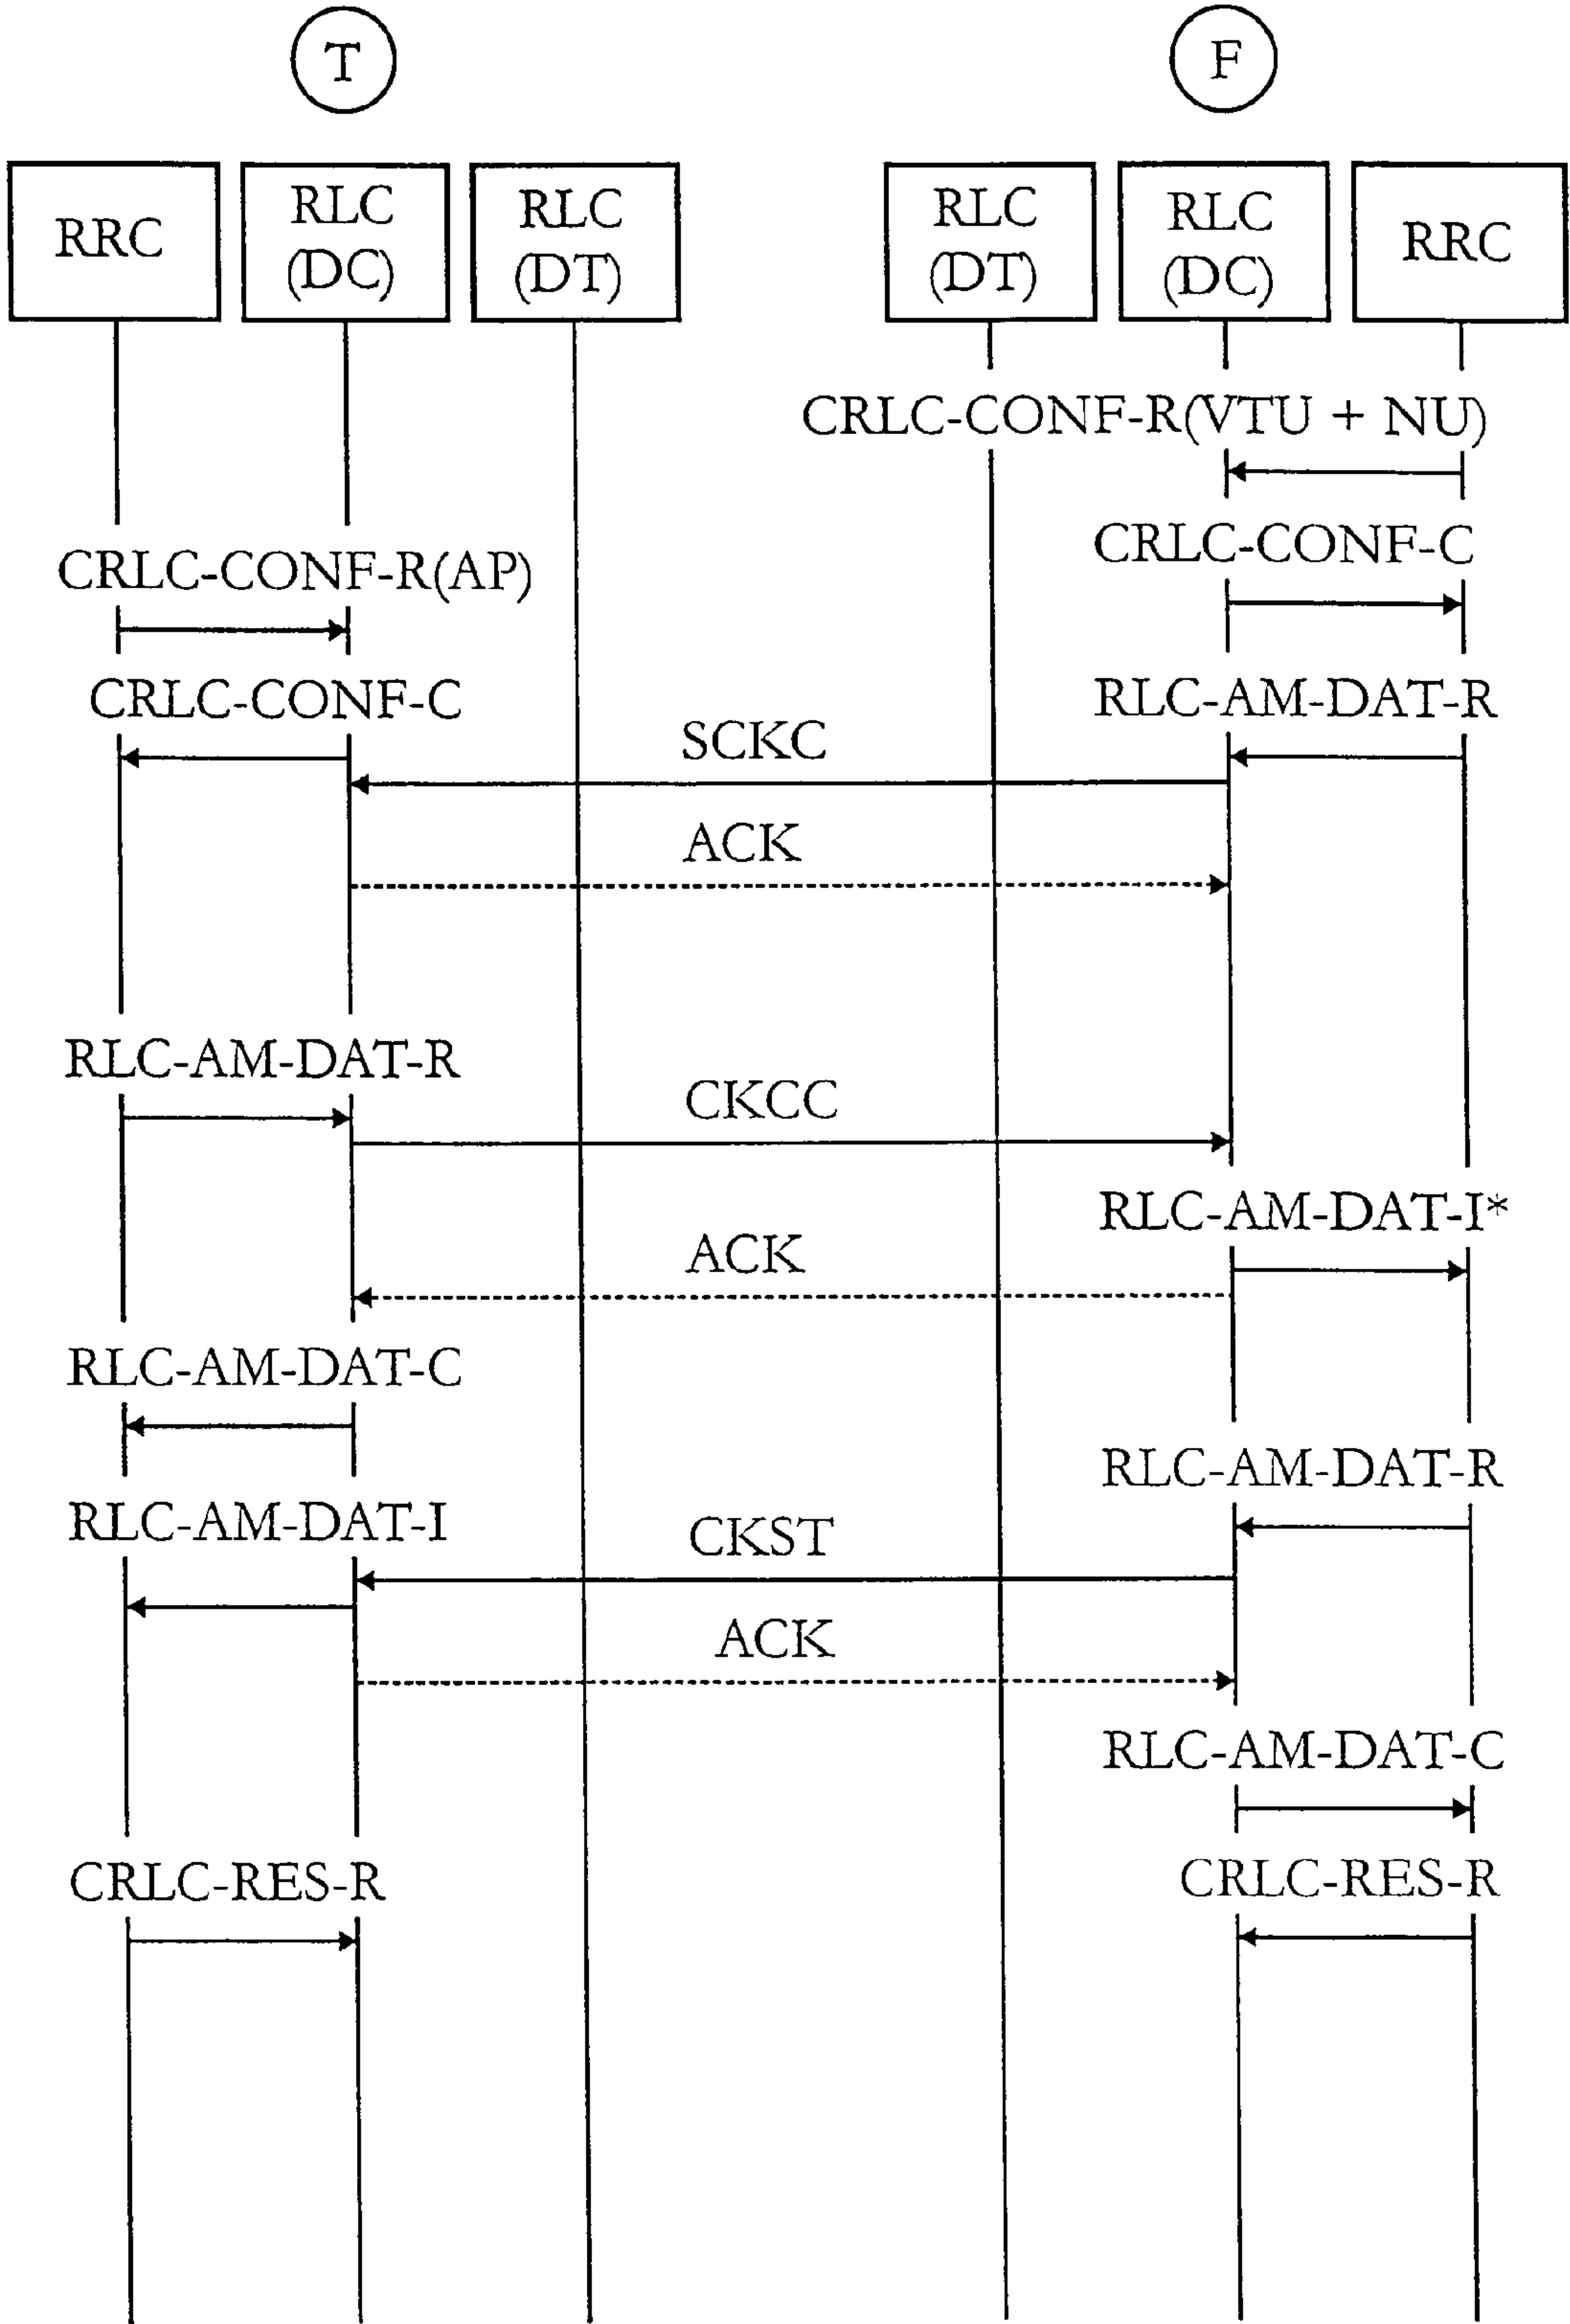 T
F
RRC
RLC
(DC)
RLC
(DT)
RLC
(DT)
RLC
(DC)
RRC
CRLC-CONF-R(VTU + NU)
CRLC-CONF-C
CRLC-CONF-R(AP)
CRLC-CONF-C
RLC-AM-DAT-R
SCKC
ACK
RLC-AM-DAT-R
CKCC
RLC-AM-DAT-I*
ACK
RLC-AM-DAT-C
RLC-AM-DAT-R
RLC-AM-DAT-I
CKST
ACK
RLC-AM-DAT-C
CRLC-RES-R
CRLC-RES-R